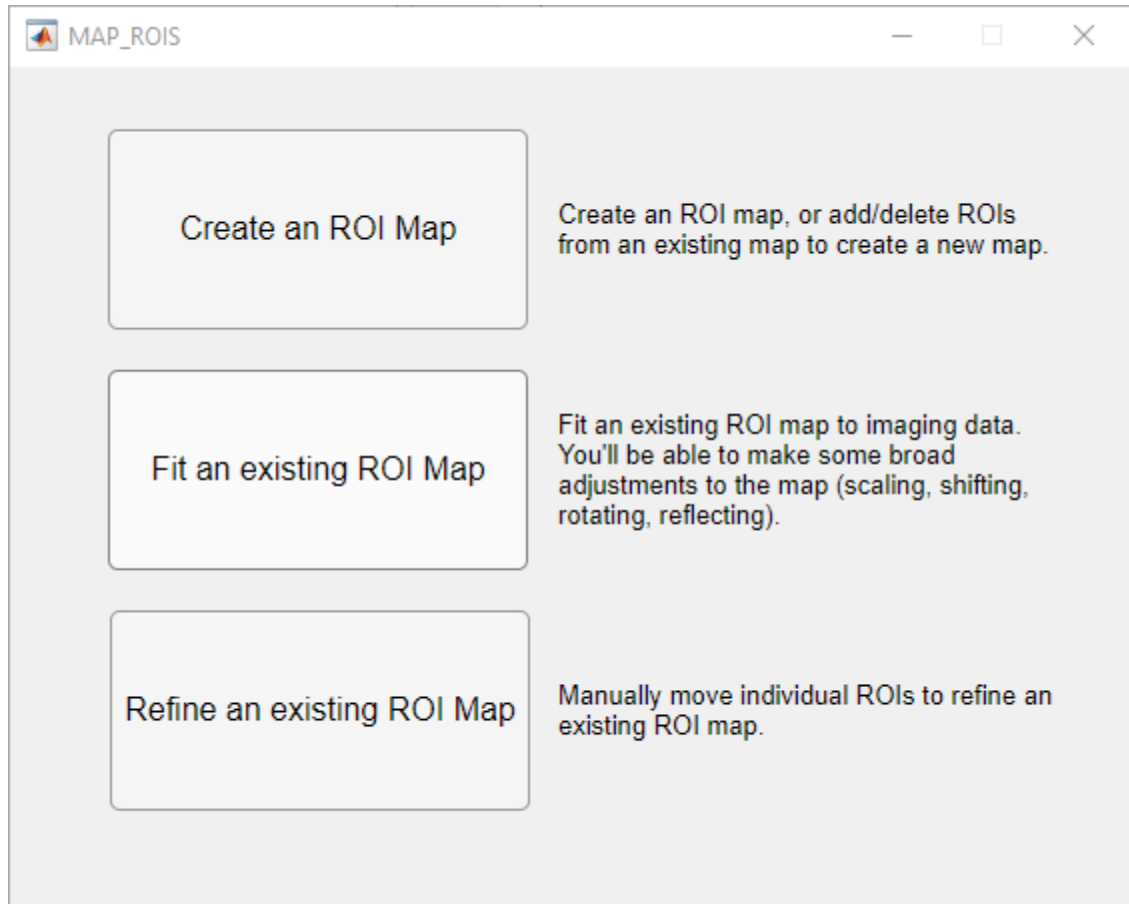 MAP_ROIS
Create an ROI Map
Create an ROI map, or add/delete ROIs
from an existing map to create a new map.
Fit an existing ROI Map
Fit an existing ROI map to imaging data.
You'll be able to make some broad
adjustments to the map (scaling, shifting,
rotating, reflecting).
Refine an existing ROI Map
Manually move individual ROIs to refine an
existing ROI map.